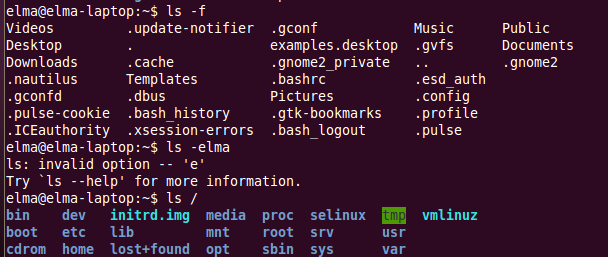 elma@elma-laptop:~$ ls -f
Videos .update-notifier .gconf Music Public
Desktop . examples.desktop .gvfs Documents
Downloads .cache .gnome2_private .. .gnome2
.nautilus Templates .bashrc .esd_auth
.gconfd .dbus Pictures .config
.pulse-cookie .bash_history .gtk-bookmarks .profile
.ICEauthority .xsession-errors .bash_logout .pulse
elma@elma-laptop:~$ ls -elma
ls: invalid option -- 'e'
Try `ls --help' for more information.
elma@elma-laptop:~$ ls /
bin dev initrd.img media proc selinux tmp vmlinuz
boot etc lib mnt root srv usr
cdrom home lost+found opt sbin sys var